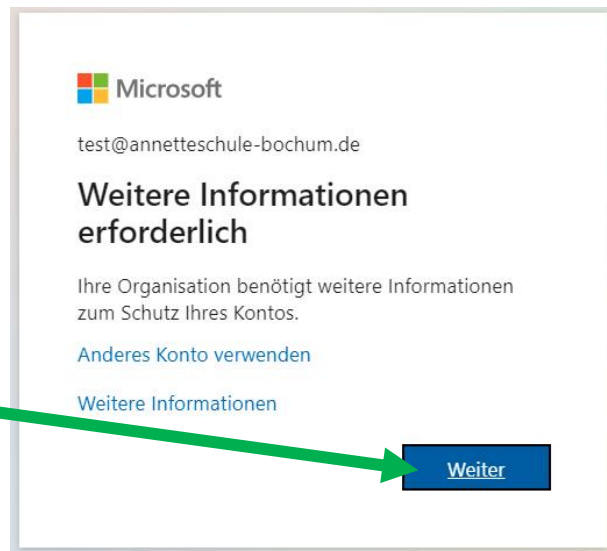 Microsoft
test@annetteschule-bochum.de
Weitere Informationen
erforderlich
Ihre Organisation benötigt weitere Informationen
zum Schutz Ihres Kontos.
Anderes Konto verwenden
Weitere Informationen
Weiter